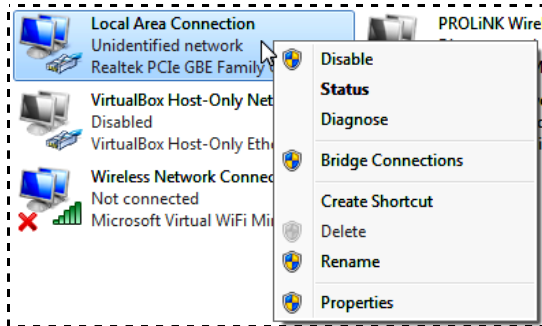 Local Area Connection
Unidentified network
Realtek PCIe GBE Family
PROLiNK Wire
Disable
Status
Diagnose
Bridge Connections
Create Shortcut
Delete
Rename
Properties
VirtualBox Host-Only Net
Disabled
VirtualBox Host-Only Ethe
Wireless Network Connec
Not connected
Microsoft Virtual WiFi Mi